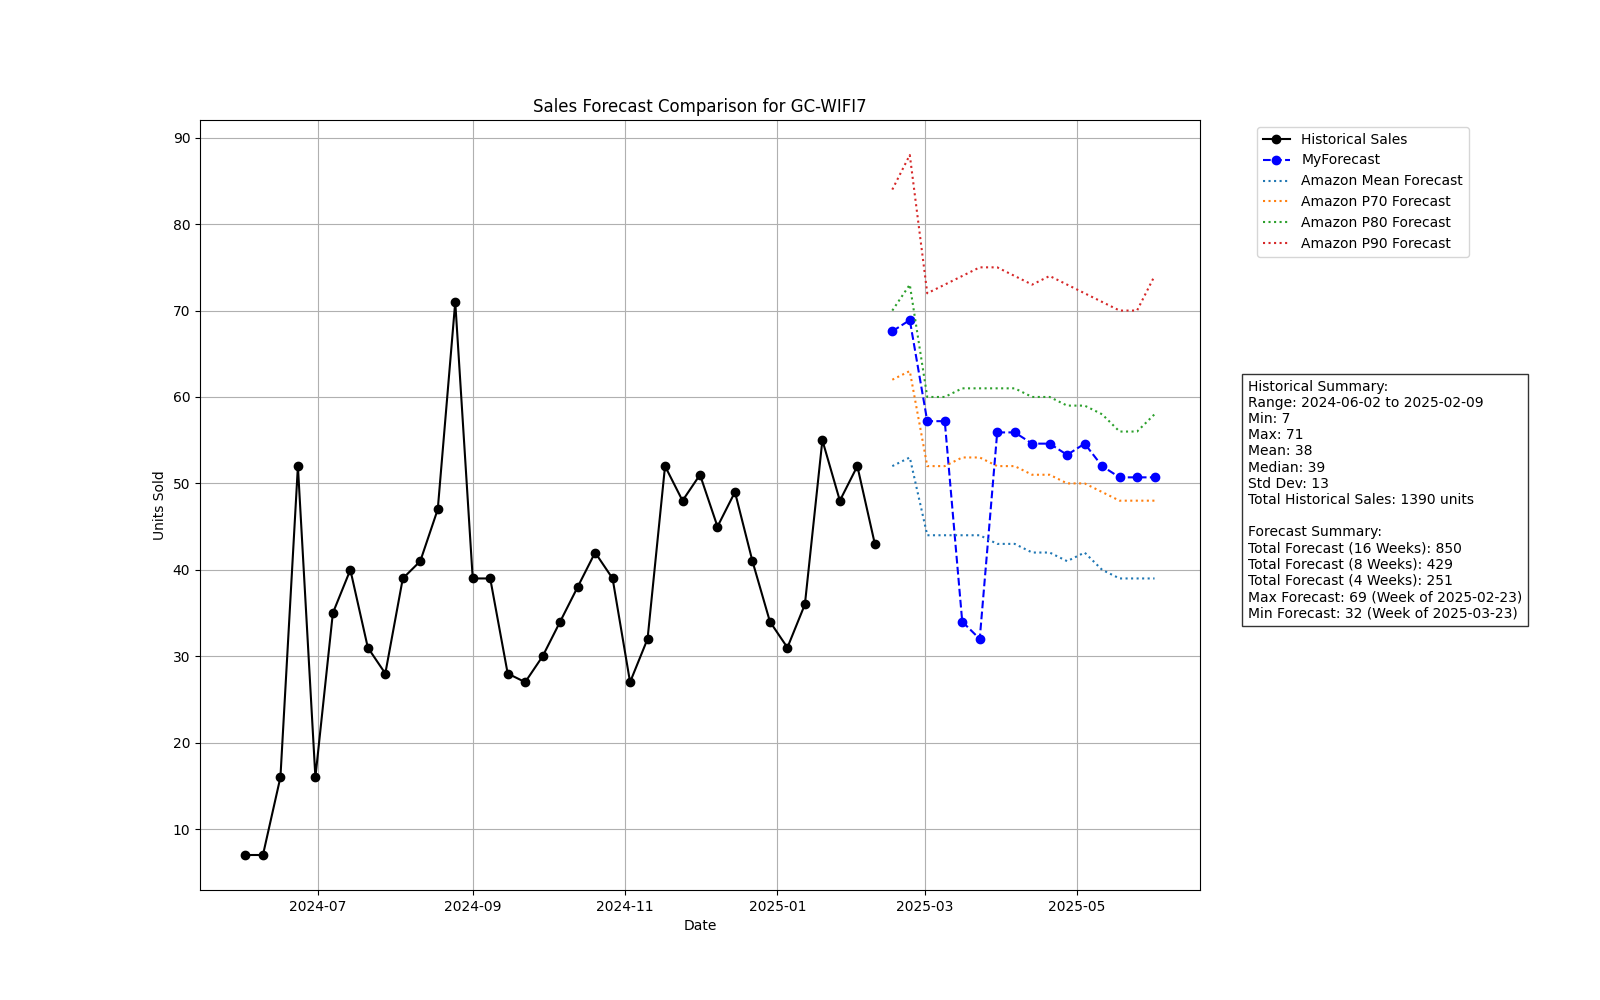 Sales Forecast Comparison for GC-WIFI7
90
80
70
60
50
40
30
20
10
Units Sold
2024-07
2024-09
2024-11
2025-01
2025-03
2025-05
Date
Historical Sales
MyForecast
Amazon Mean Forecast
Amazon P70 Forecast
Amazon P80 Forecast
Amazon P90 Forecast
Historical Summary:
Range: 2024-06-02 to 2025-02-09
Min: 7
Max: 71
Mean: 38
Median: 39
Std Dev: 13
Total Historical Sales: 1390 units
Forecast Summary:
Total Forecast (16 Weeks): 850
Total Forecast (8 Weeks): 429
Total Forecast (4 Weeks): 251
Max Forecast: 69 (Week of 2025-02-23)
Min Forecast: 32 (Week of 2025-03-23)